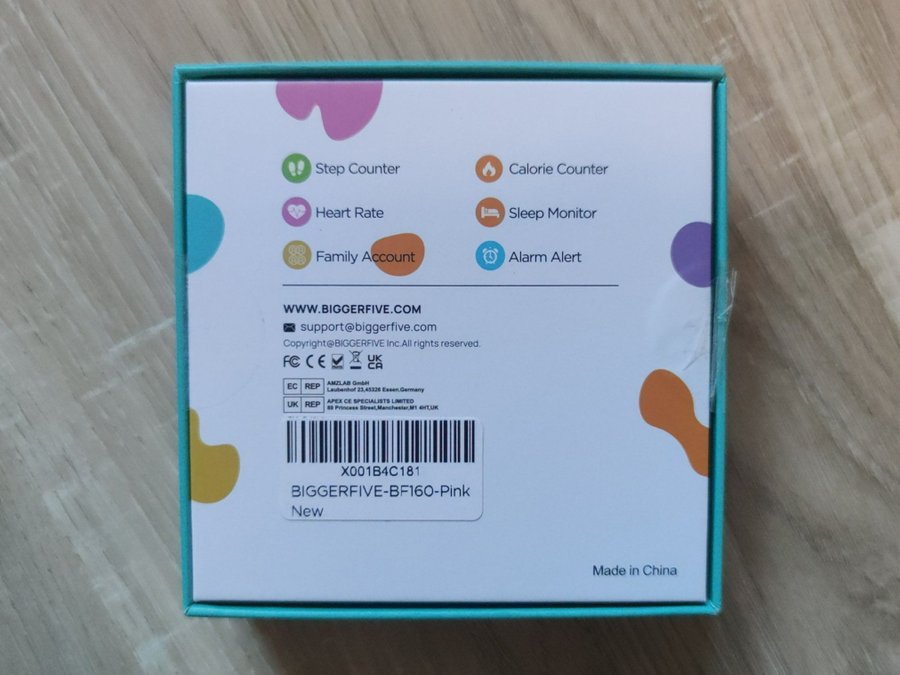 Step Counter
Calorie Counter
Heart Rate
Sleep Monitor
Family Account
Alarm Alert
WWW.BIGGERFIVE.COM
support@biggerfive.com
Copyright@BIGGERFIVE Inc.All rights reserved.
FC CE UK CA
EC REP AMZLAB GmbH
Laubenhof 23,45326 Essen,Germany
UK REP APEX CE SPECIALISTS LIMITED
89 Princess Street,Manchester,M1 4HT,UK
X001B4C181
BIGGERFIVE-BF160-Pink
New
Made in China